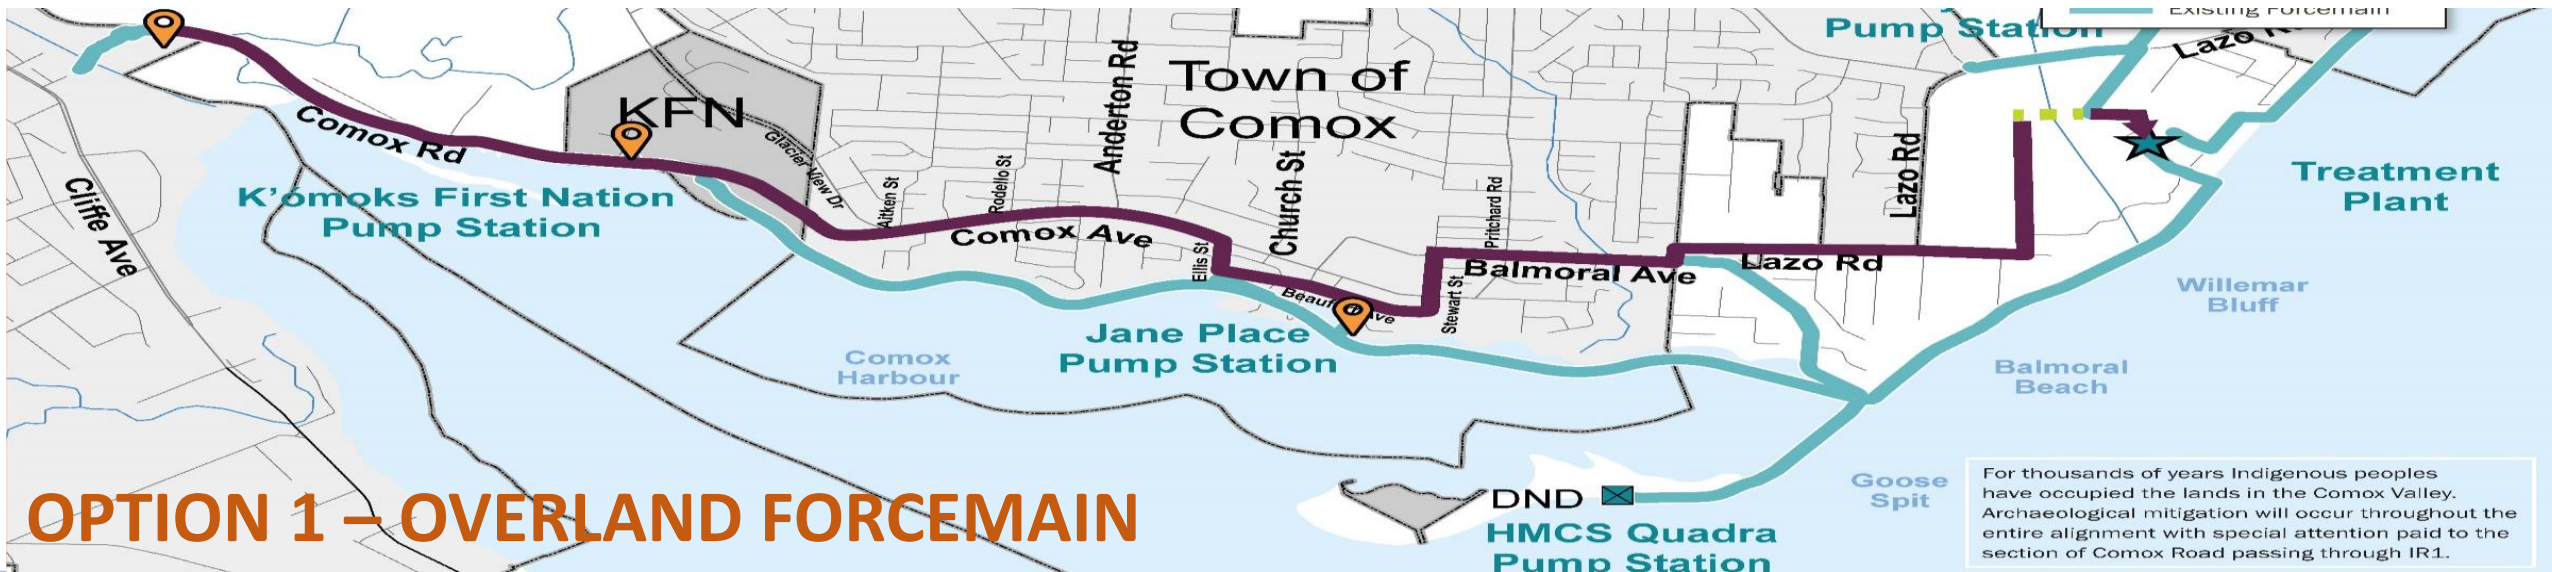 Existing Forcemain
Pump Station
Lazo
Anderton Rd
Town of
Comox
KFN
Comox Rd
Glacier View Dr
Cliffe Ave
K'ómoks First Nation
Pump Station
Aitken St
Rodello St
Church St
Pritchard Rd
Lazo Rd
Treatment
Plant
Comox Ave
Ellis St
Balmoral Ave
Lazo Rd
Stewart St
Ave
Jane Place
Pump Station
Comox
Harbour
Willemar
Bluff
Balmoral
Beach
Goose
Spit
DND
HMCS Quadra
Pump Station
OPTION 1 – OVERLAND FORCEMAIN
For thousands of years Indigenous peoples
have occupied the lands in the Comox Valley.
Archaeological mitigation will occur throughout the
entire alignment with special attention paid to the
section of Comox Road passing through IR1.